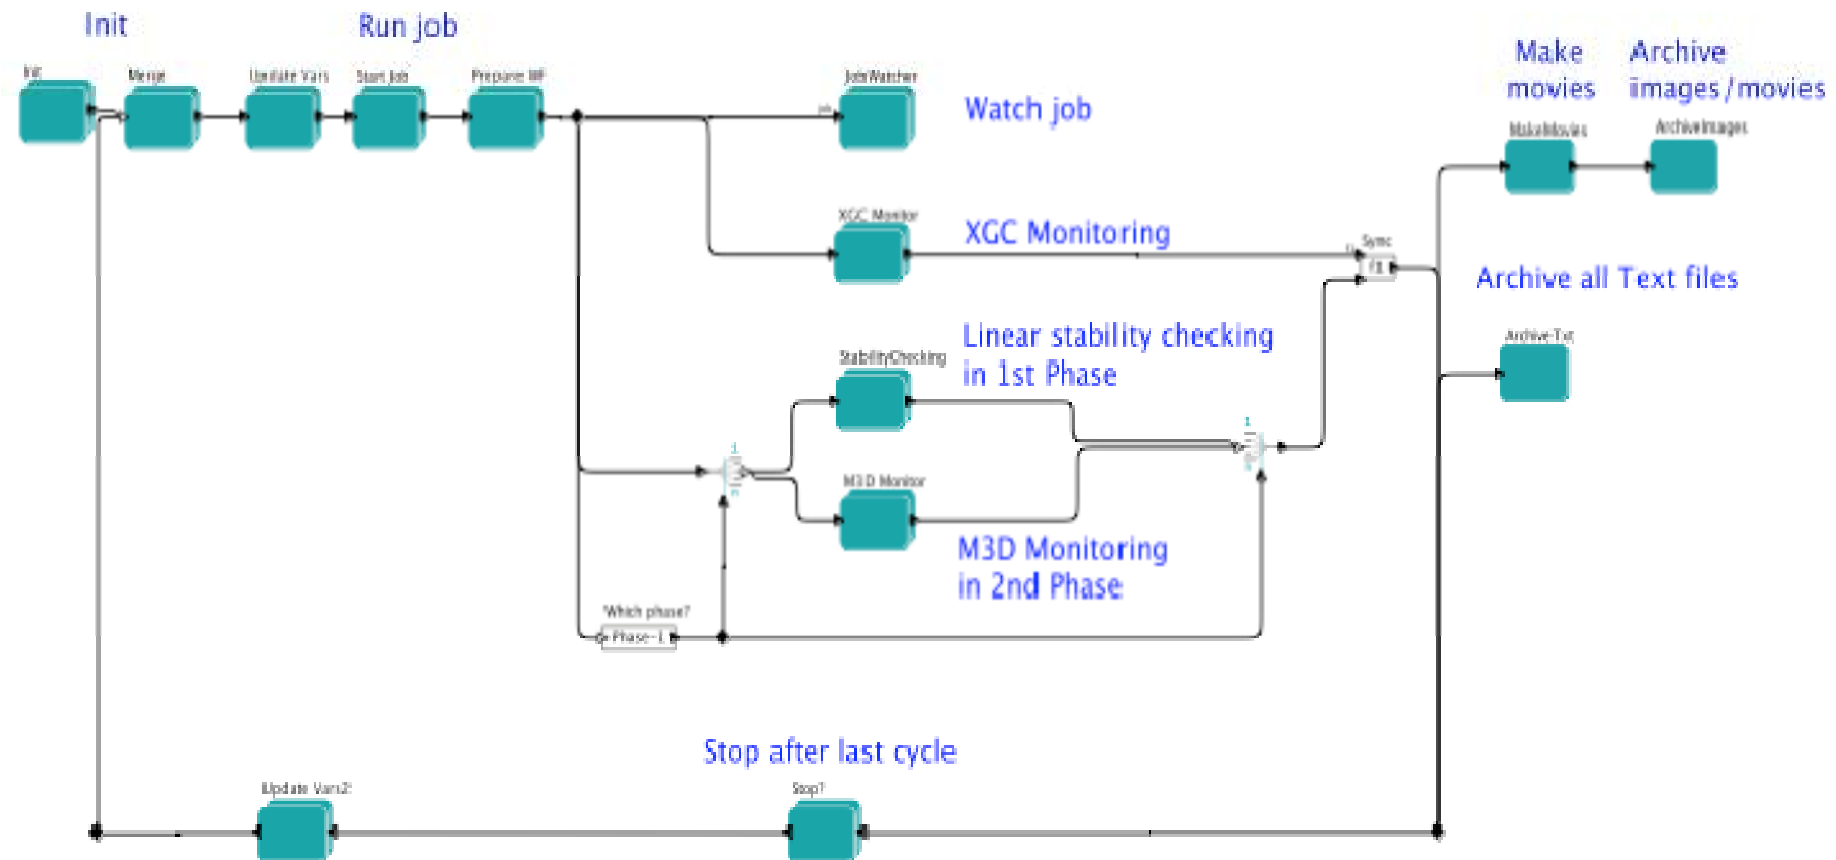 Init
Run job
Make
movies
Archive
images/movies
Init
Merge
Update Vars
Start Job
Prepare WF
JobWatcher
job
Watch job
MakeMovies
ArchiveImages
XGC Monitor
XGC Monitoring
Sync
Archive all Text files
Linear stability checking
in 1st Phase
StabilityChecking
Archive-Txt
M3D Monitor
M3D Monitoring
in 2nd Phase
Which phase?
Phase-1
Stop after last cycle
Update Vars2
Stop?